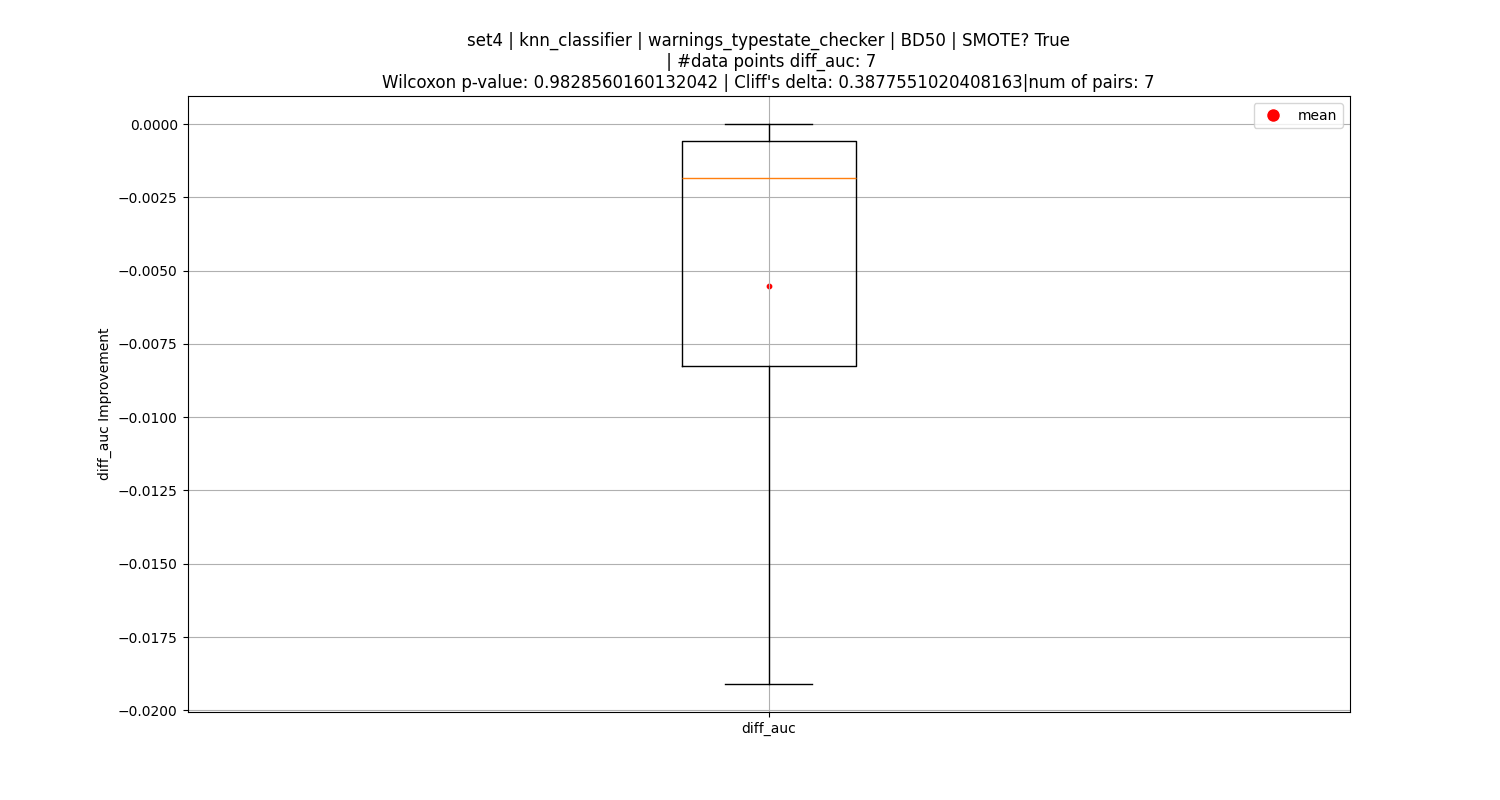 set4 | knn_classifier | warnings_typestate_checker | BD50 | SMOTE? True
| #data points diff_auc: 7
Wilcoxon p-value: 0.9828560160132042 | Cliff's delta: 0.3877551020408163|num of pairs: 7
mean
0.0000
−0.0025
−0.0050
−0.0075
−0.0100
−0.0125
−0.0150
−0.0175
−0.0200
diff_auc Improvement
diff_auc